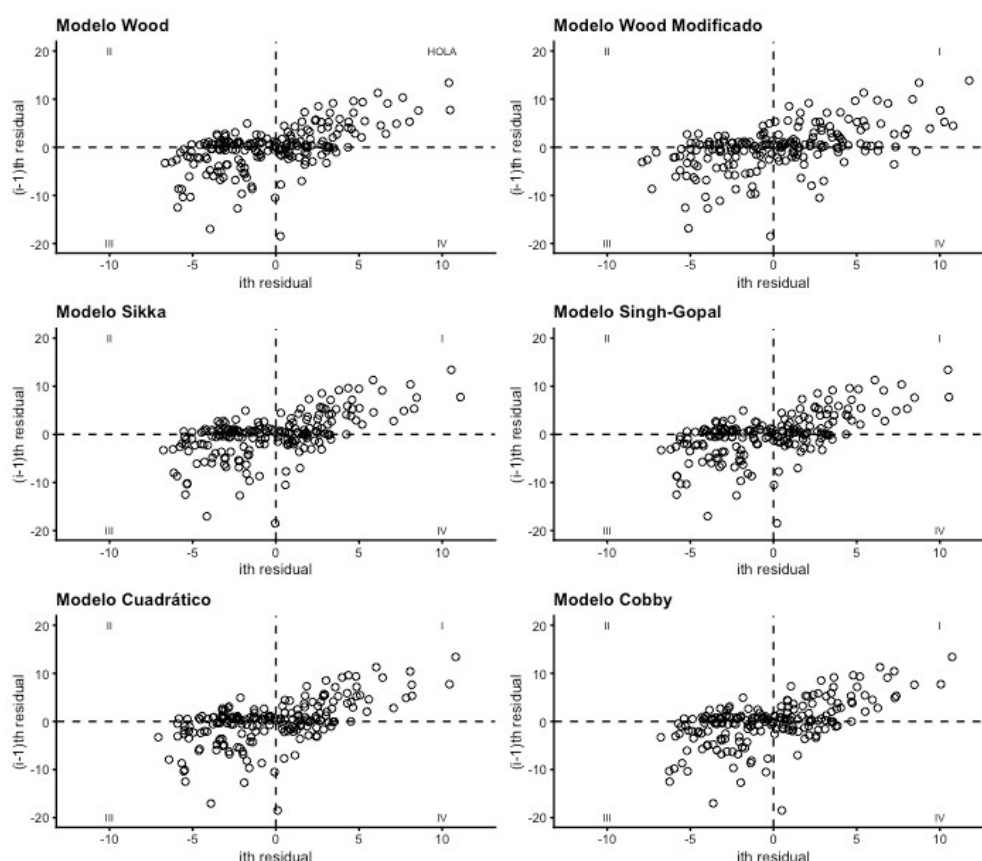 Modelo Wood
20
II
HOLA
10
0
-10
-20
III
IV
-10 -5 0 5 10
(i-1)th residual
ith residual
Modelo Wood Modificado
20
II
I
10
0
-10
-20
III
IV
-10 -5 0 5 10
(i-1)th residual
ith residual
Modelo Sikka
20
II
I
10
0
-10
-20
III
IV
-10 -5 0 5 10
(i-1)th residual
ith residual
Modelo Singh-Gopal
20
II
I
10
0
-10
-20
III
IV
-10 -5 0 5 10
(i-1)th residual
ith residual
Modelo Cuadrático
20
II
I
10
0
-10
-20
III
IV
-10 -5 0 5 10
(i-1)th residual
ith residual
Modelo Cobby
20
II
I
10
0
-10
-20
III
IV
-10 -5 0 5 10
(i-1)th residual
ith residual